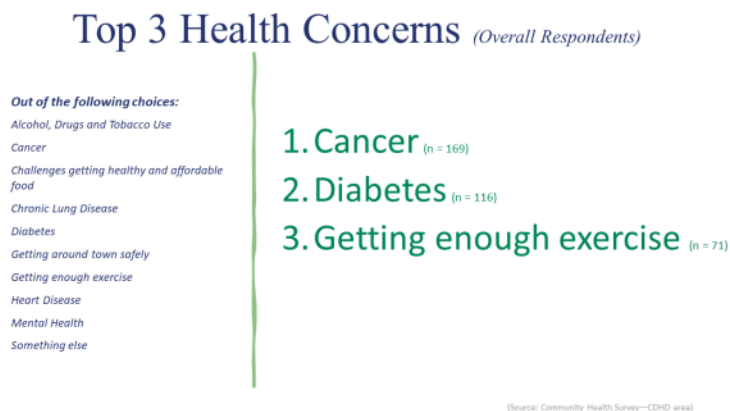 Top 3 Health Concerns (Overall Respondents)
Out of the following choices:
Alcohol, Drugs and Tobacco Use
Cancer
Challenges getting healthy and affordable
food
Chronic Lung Disease
Diabetes
Getting around town safely
Getting enough exercise
Heart Disease
Mental Health
Something else
1. Cancer (n = 169)
2. Diabetes (n = 116)
3. Getting enough exercise (n = 71)
(Source: Community Health Survey—CDHD area)